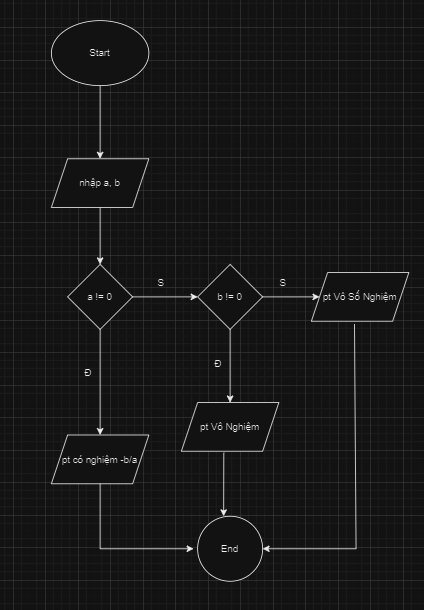 Start
nhập a, b
a != 0
S
b != 0
S
pt Vô Số Nghiệm
Đ
Đ
pt Vô Nghiệm
pt có nghiệm -b/a
End